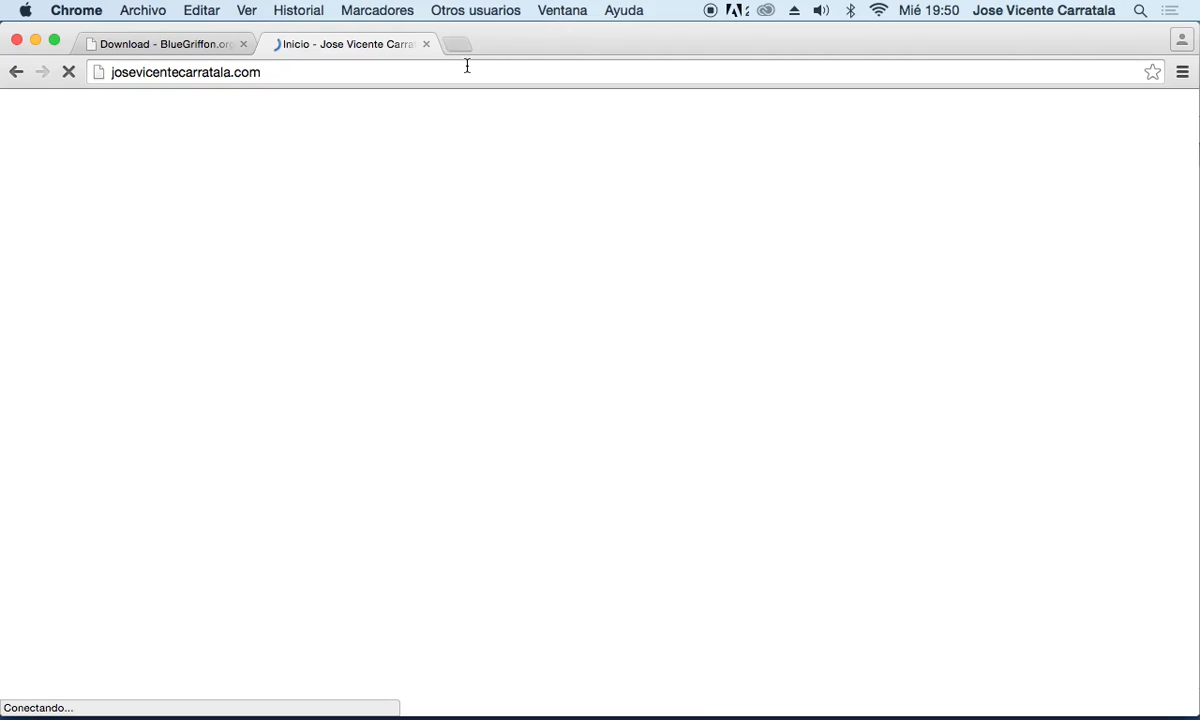 Chrome Archivo Editar Ver Historial Marcadores Otros usuarios Ventana Ayuda Mié 19:50 Jose Vicente Carratala
Download - BlueGriffon.org Inicio - Jose Vicente Carra
josevicentecarratala.com
Conectando...